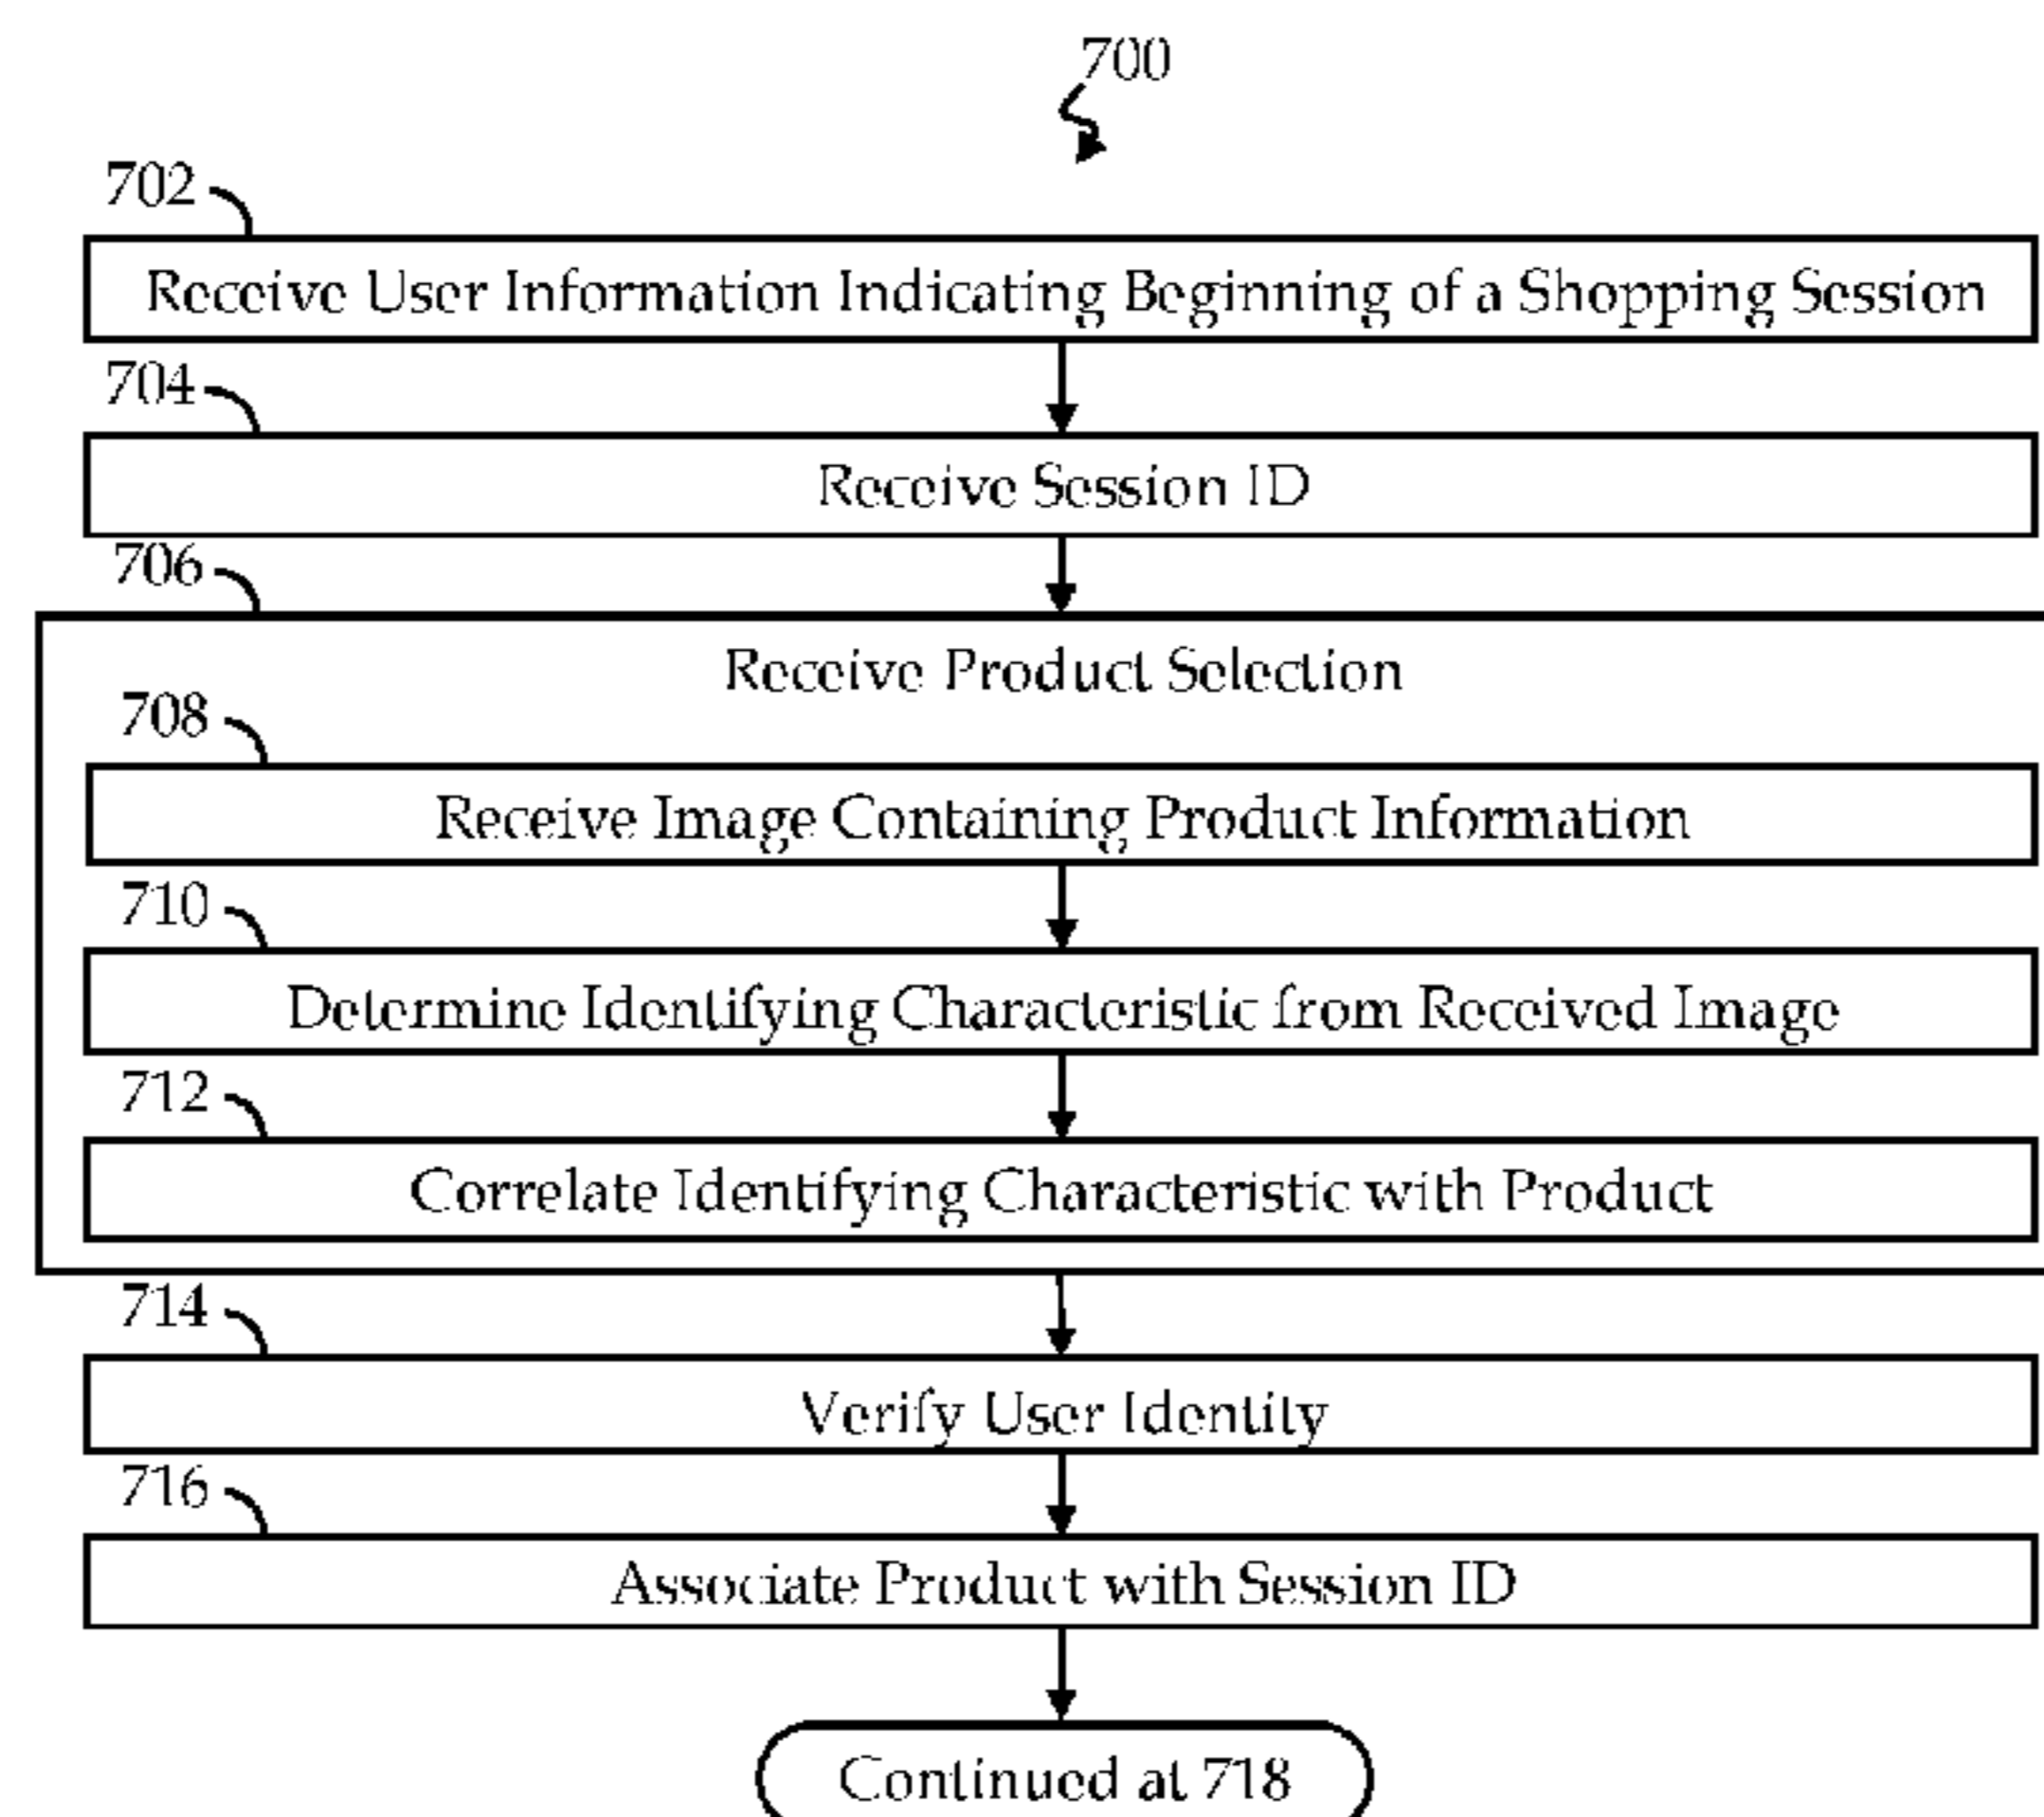 700
702
Receive User Information Indicating Beginning of a Shopping Session
704
Receive Session ID
706
Receive Product Selection
708
Receive Image Containing Product Information
710
Determine Identifying Characteristic from Received Image
712
Correlate Identifying Characteristic with Product
714
Verify User Identity
716
Associate Product with Session ID
Continued at 718